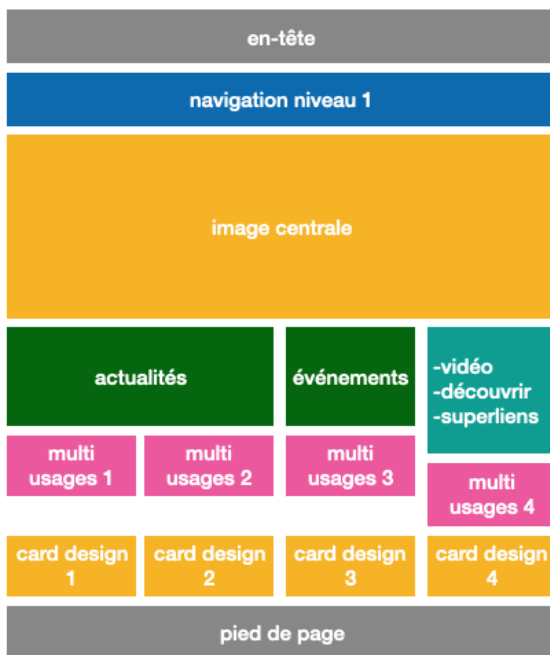 en-tête
navigation niveau 1
image centrale
actualités
événements
-vidéo
-découvrir
-superliens
multi
usages 1
multi
usages 2
multi
usages 3
multi
usages 4
card design
1
card design
2
card design
3
card design
4
pied de page